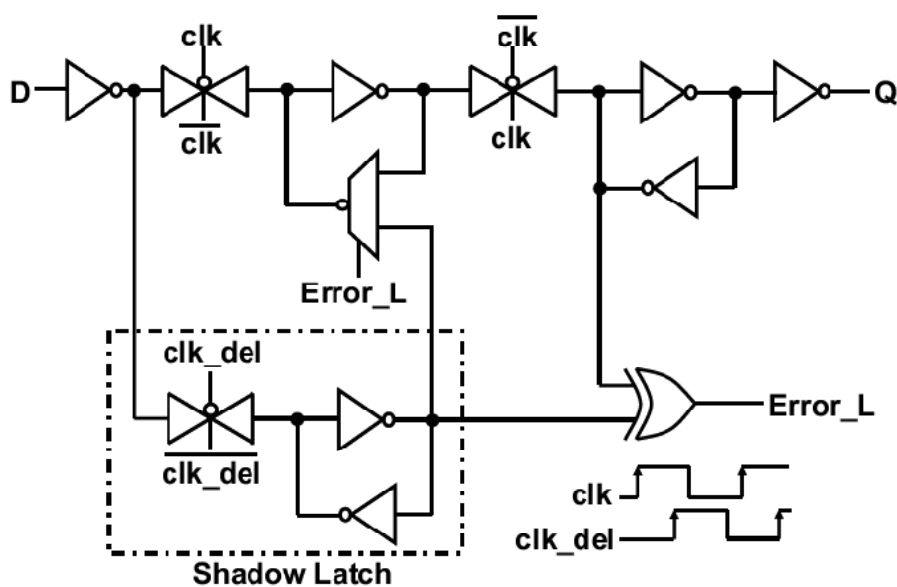 clk
clk
D
Q
clk
clk
Error_L
clk_del
clk_del
Error_L
clk
clk_del
Shadow Latch